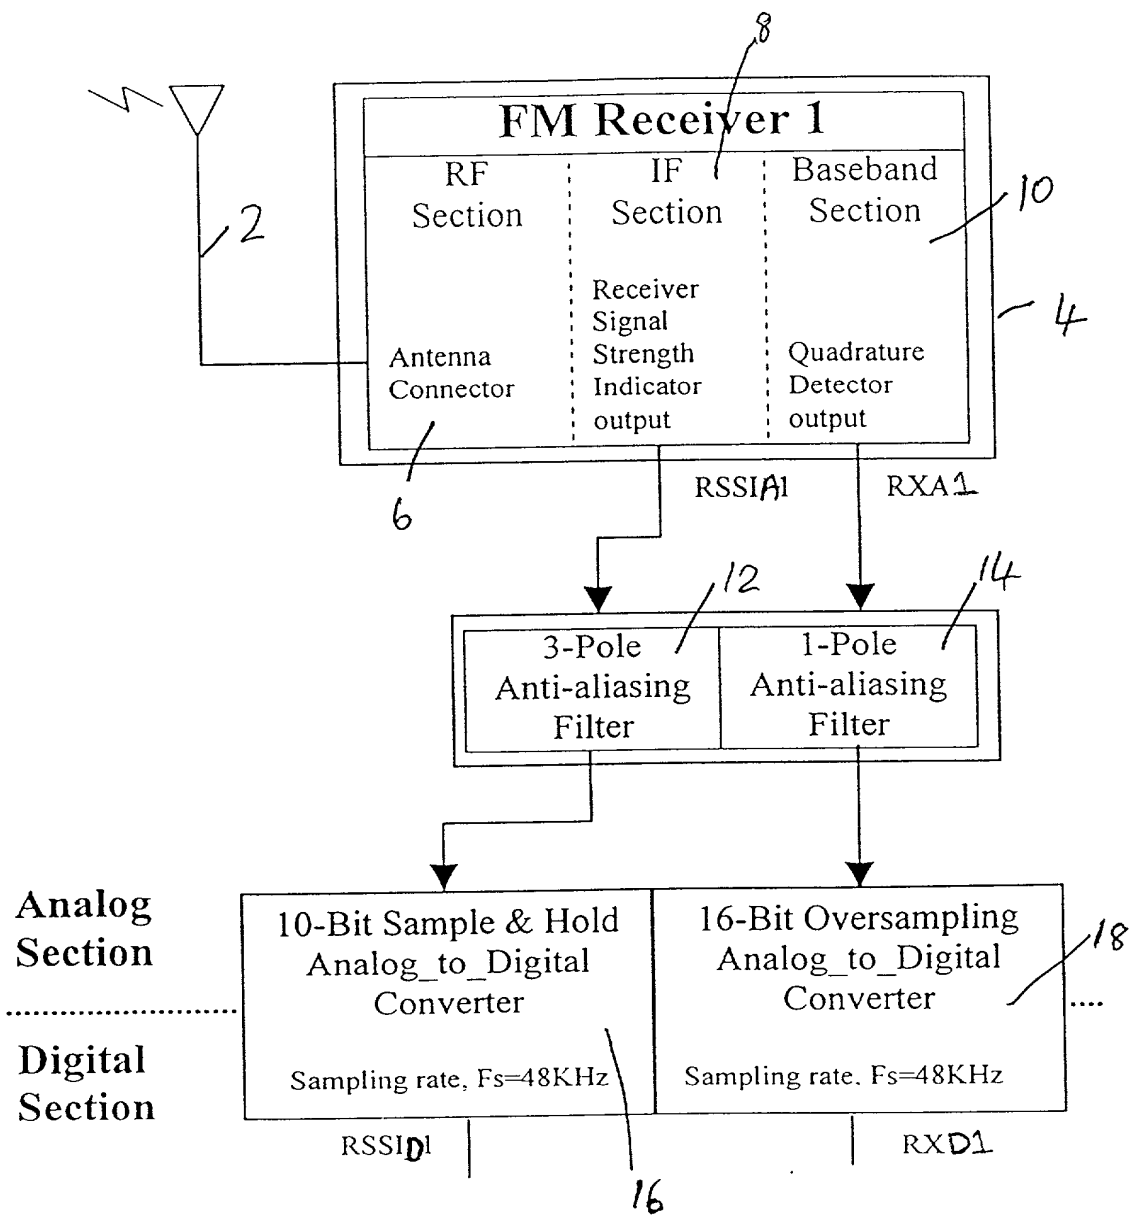 8
FM Receiver 1
RF
Section
IF
Section
Baseband
Section
10
2
Receiver
Signal
Strength
Indicator
output
4
Antenna
Connector
Quadrature
Detector
output
6
RSSIA1
RXA1
12
14
3-Pole
Anti-aliasing
Filter
1-Pole
Anti-aliasing
Filter
Analog
Section
10-Bit Sample & Hold
Analog_to_Digital
Converter
16-Bit Oversampling
Analog_to_Digital
Converter
18
Digital
Section
Sampling rate, Fs=48KHz
Sampling rate. Fs=48KHz
RSSID1
RXD1
16